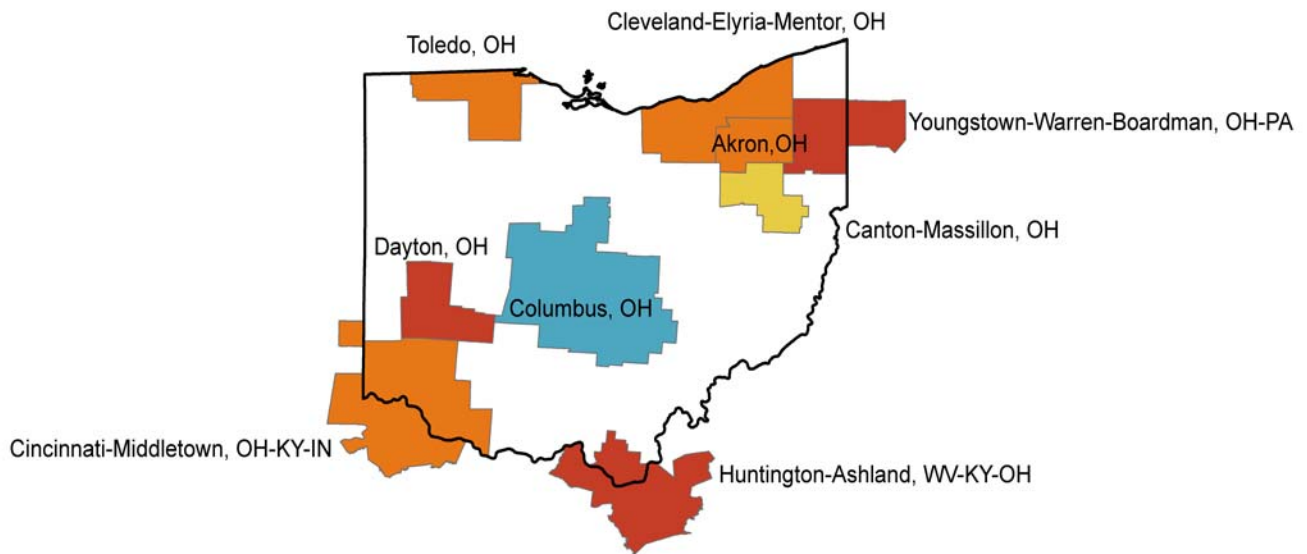 Cleveland-Elyria-Mentor, OH
Toledo, OH
Youngstown-Warren-Boardman, OH-PA
Akron,OH
Canton-Massillon, OH
Dayton, OH
Columbus, OH
Cincinnati-Middletown, OH-KY-IN
Huntington-Ashland, WV-KY-OH